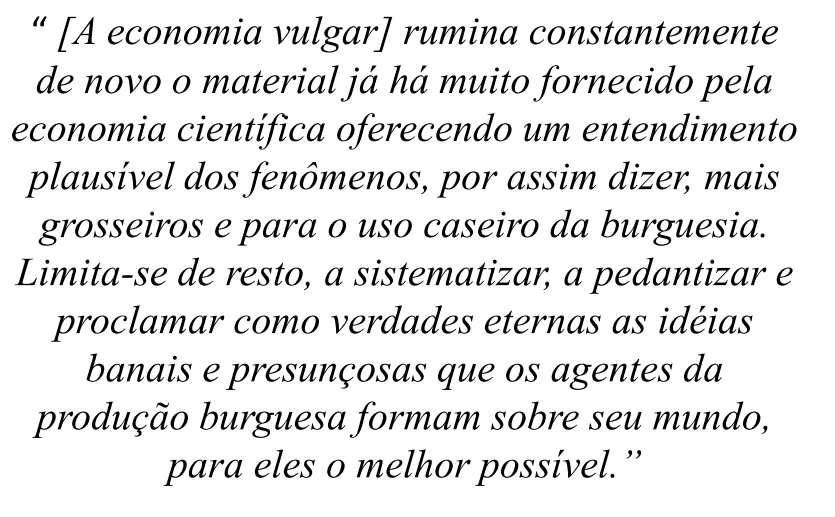 “ [A economia vulgar] rumina constantemente
de novo o material já há muito fornecido pela
economia científica oferecendo um entendimento
plausível dos fenômenos, por assim dizer, mais
grosseiros e para o uso caseiro da burguesia.
Limita-se de resto, a sistematizar, a pedantizar e
proclamar como verdades eternas as idéias
banais e presunçosas que os agentes da
produção burguesa formam sobre seu mundo,
para eles o melhor possível.”